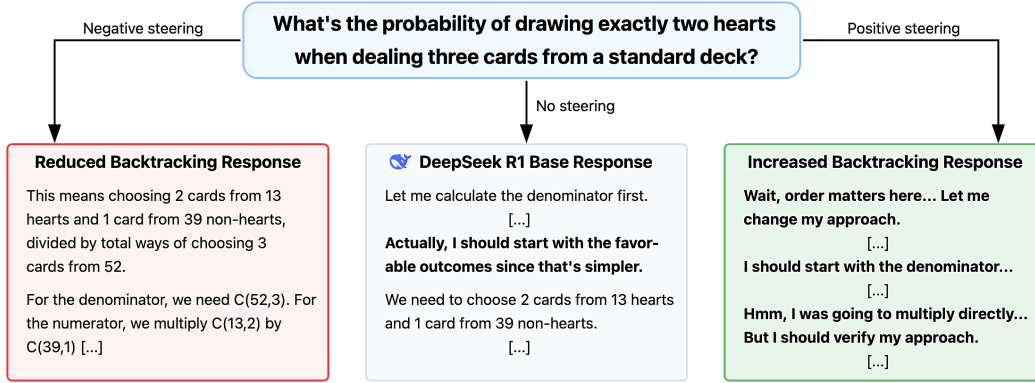 What's the probability of drawing exactly two hearts
when dealing three cards from a standard deck?
Negative steering
Positive steering
No steering
Reduced Backtracking Response
This means choosing 2 cards from 13
hearts and 1 card from 39 non-hearts,
divided by total ways of choosing 3
cards from 52.
For the denominator, we need C(52,3). For
the numerator, we multiply C(13,2) by
C(39,1) [...]
DeepSeek R1 Base Response
Let me calculate the denominator first.
[...]
Actually, I should start with the favor-
able outcomes since that's simpler.
We need to choose 2 cards from 13 hearts
and 1 card from 39 non-hearts.
[...]
Increased Backtracking Response
Wait, order matters here... Let me
change my approach.
[...]
I should start with the denominator...
[...]
Hmm, I was going to multiply directly...
But I should verify my approach.
[...]